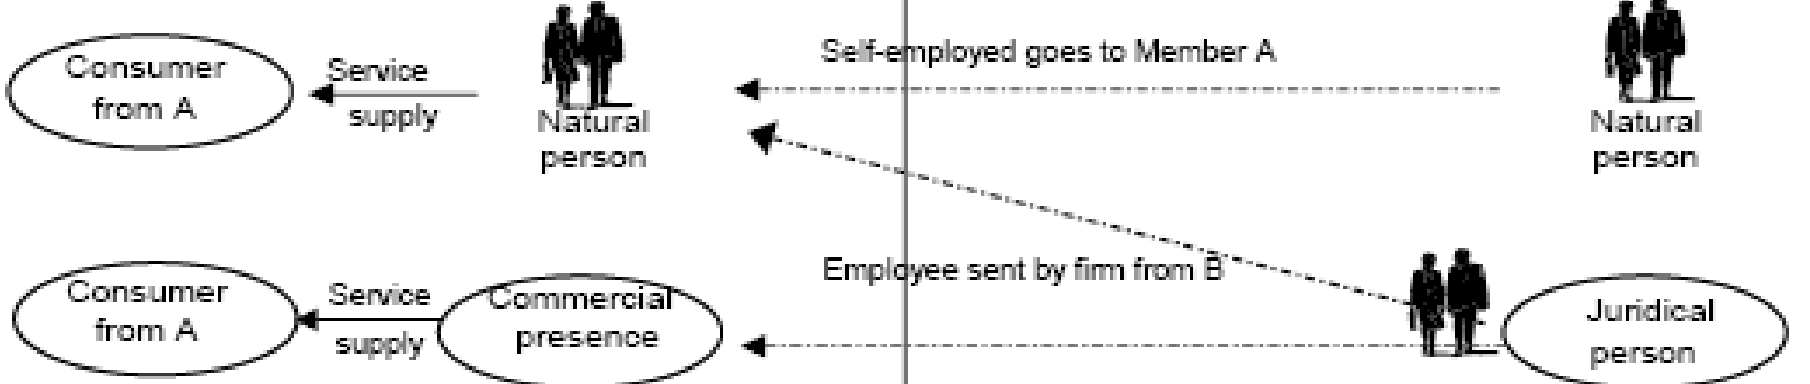 Consumer
from A
Service
supply
Natural
person
Self-employed goes to Member A
Natural
person
Consumer
from A
Service
supply
Commercial
presence
Employee sent by firm from B
Juridical
person